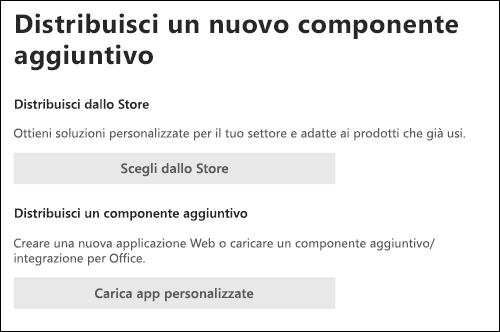 Distribuisci un nuovo componente
aggiuntivo
Distribuisci dallo Store
Ottieni soluzioni personalizzate per il tuo settore e adatte ai prodotti che già usi.
Scegli dallo Store
Distribuisci un componente aggiuntivo
Creare una nuova applicazione Web o caricare un componente aggiuntivo/
integrazione per Office.
Carica app personalizzate